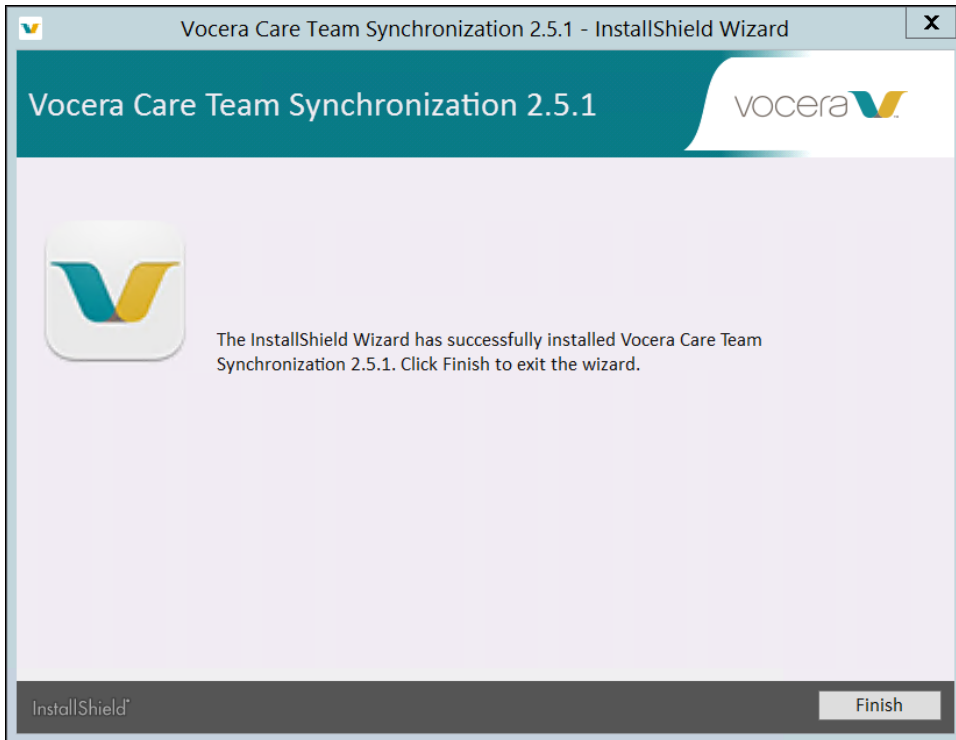 Vocera Care Team Synchronization 2.5.1 - InstallShield Wizard
X
Vocera Care Team Synchronization 2.5.1
vocera
The InstallShield Wizard has successfully installed Vocera Care Team
Synchronization 2.5.1. Click Finish to exit the wizard.
InstallShield
Finish